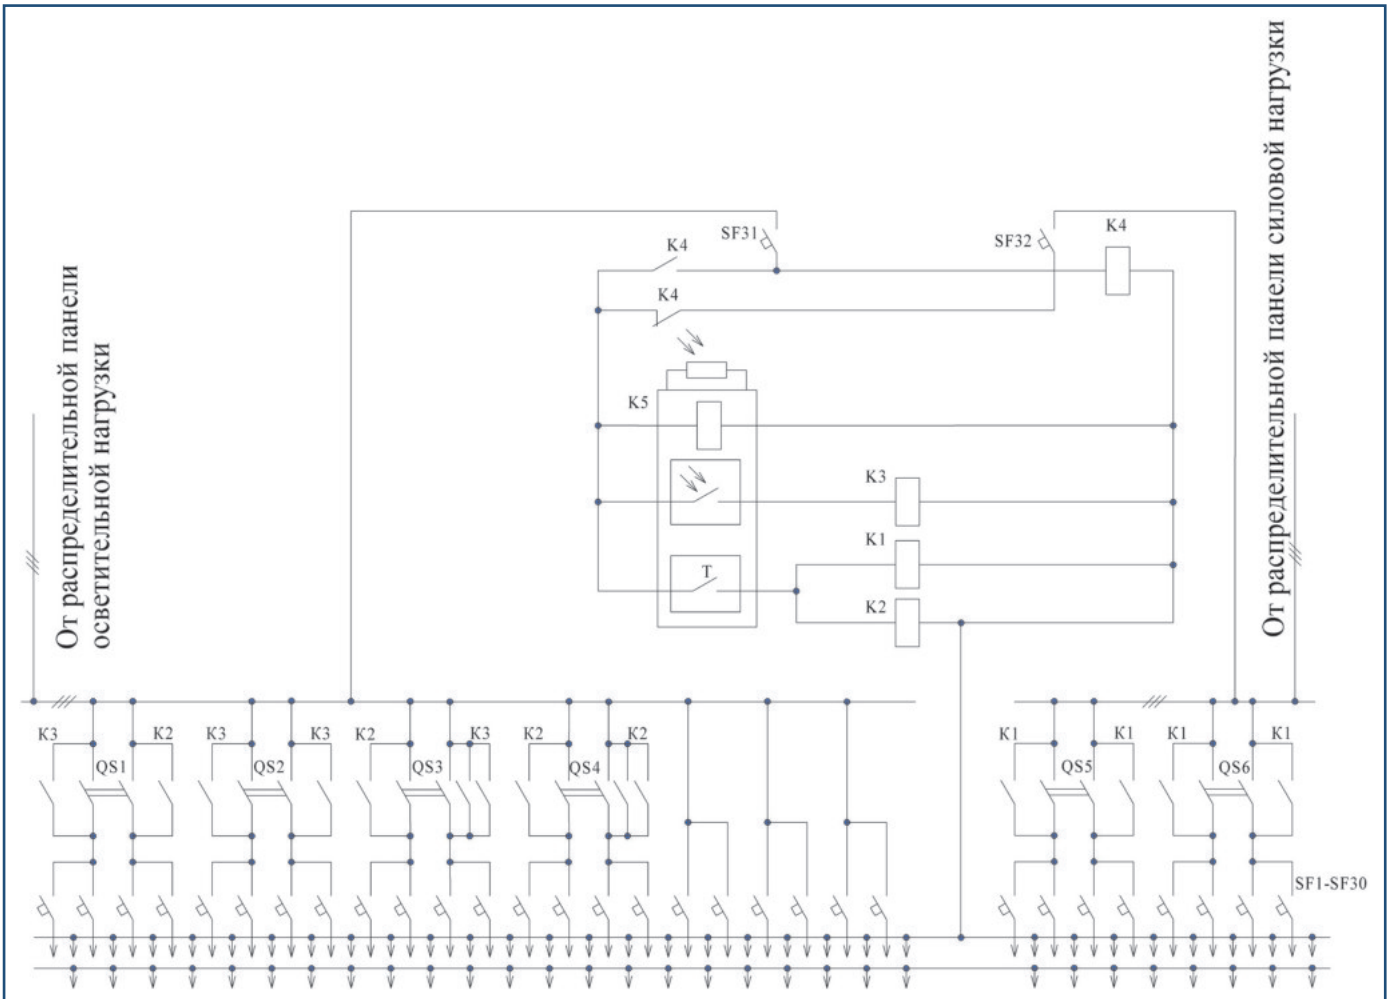 От распределительной панели
осветительной нагрузки
От распределительной панели силовой нагрузки
SF31
SF32
K4
K4
K4
K5
K3
K1
T
K2
K3
K2
K3
K3
K2
K3
K2
K2
K1
K1
K1
K1
QS1
QS2
QS3
QS4
QS5
QS6
SF1-SF30